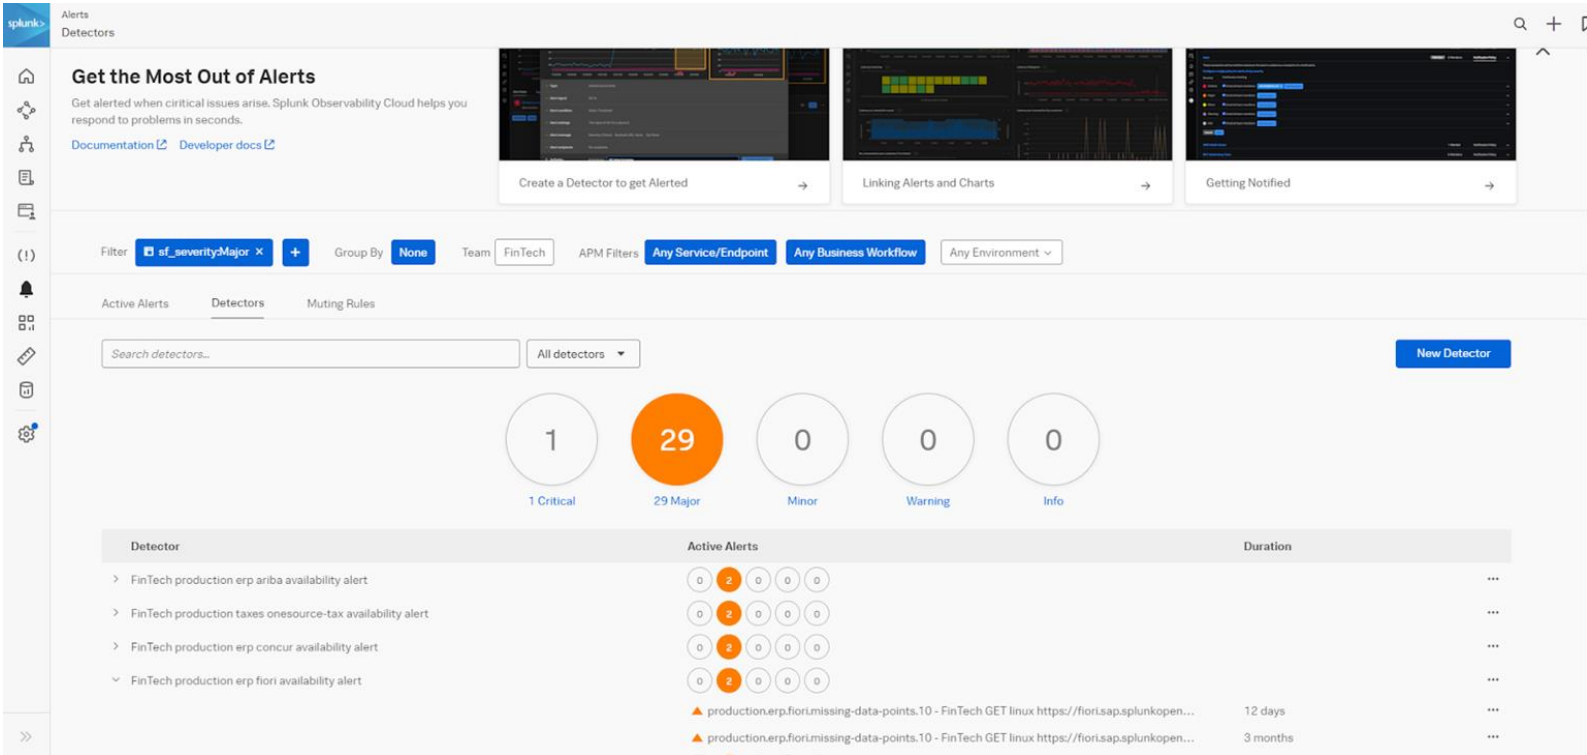 splunk>
Alerts
Detectors
Get the Most Out of Alerts
Get alerted when ciritical issues arise. Splunk Observability Cloud helps you
respond to problems in seconds.
Documentation Developer docs
Create a Detector to get Alerted →
Linking Alerts and Charts →
Getting Notified →
Filter sf_severity:Major × + Group By None Team FinTech APM Filters Any Service/Endpoint Any Business Workflow Any Environment
Active Alerts Detectors Muting Rules
Search detectors... All detectors New Detector
1 29 0 0 0
1 Critical 29 Major Minor Warning Info
Detector Active Alerts Duration
FinTech production erp ariba availability alert 0 2 0 0 0 ...
FinTech production taxes onesource-tax availability alert 0 2 0 0 0 ...
FinTech production erp concur availability alert 0 2 0 0 0 ...
FinTech production erp fiori availability alert 0 2 0 0 0 ...
production.erp.fiori.missing-data-points.10 - FinTech GET linux https://fiori.sap.splunkopen... 12 days ...
production.erp.fiori.missing-data-points.10 - FinTech GET linux https://fiori.sap.splunkopen... 3 months ...